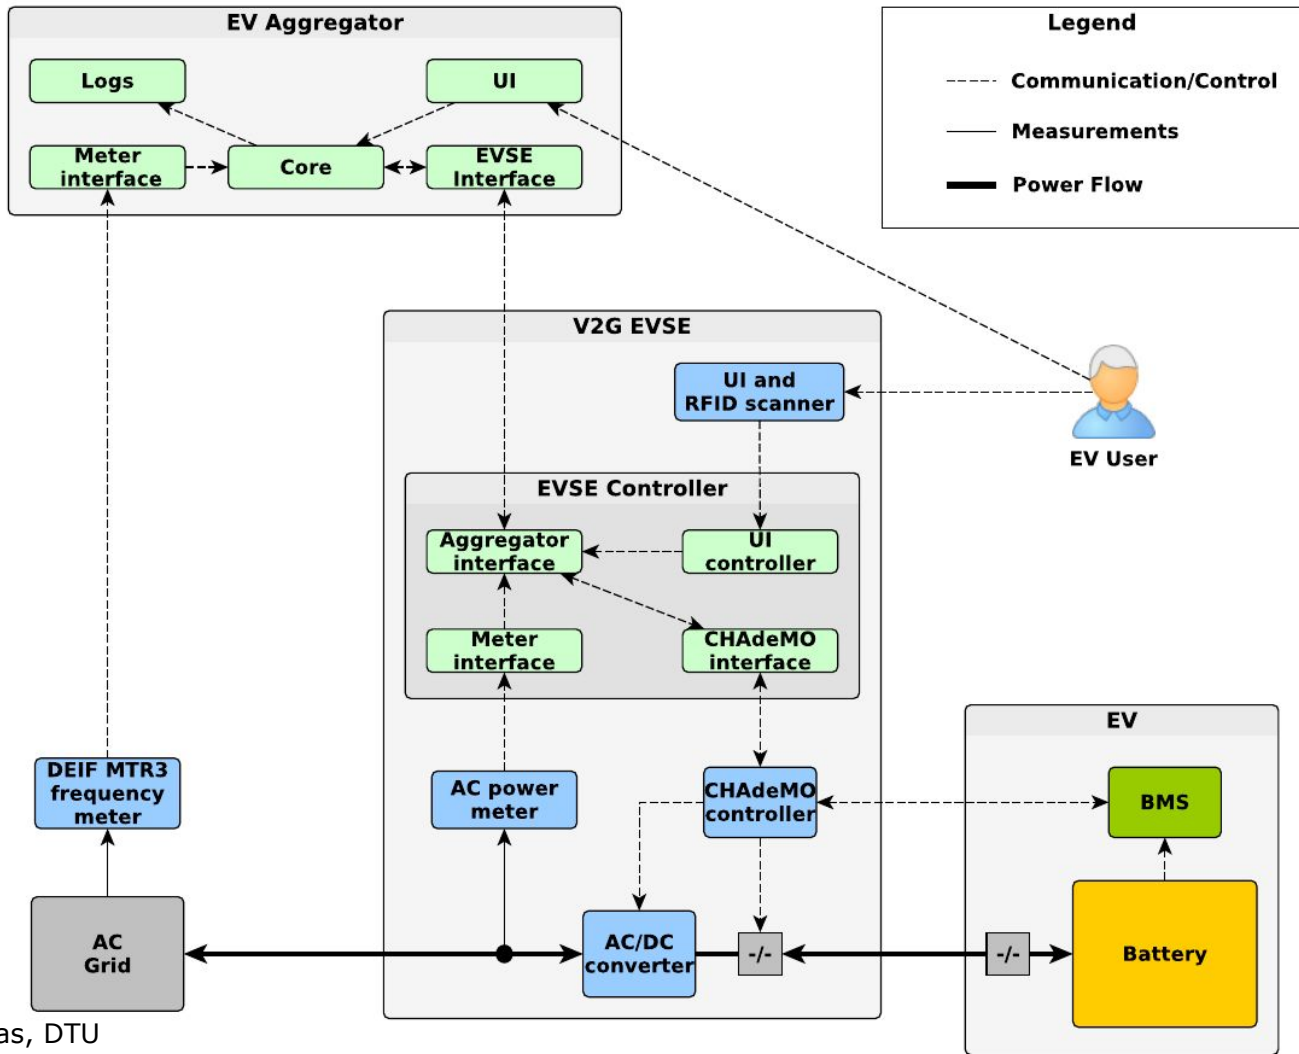 EV Aggregator
Logs
UI
Meter
interface
Core
EVSE
Interface
Legend
Communication/Control
Measurements
Power Flow
V2G EVSE
UI and
RFID scanner
EV User
EVSE Controller
Aggregator
interface
UI
controller
Meter
interface
CHAdeMO
interface
DEIF MTR3
frequency
meter
AC power
meter
CHAdeMO
controller
EV
BMS
AC
Grid
AC/DC
converter
-/-
-/-
Battery
as, DTU